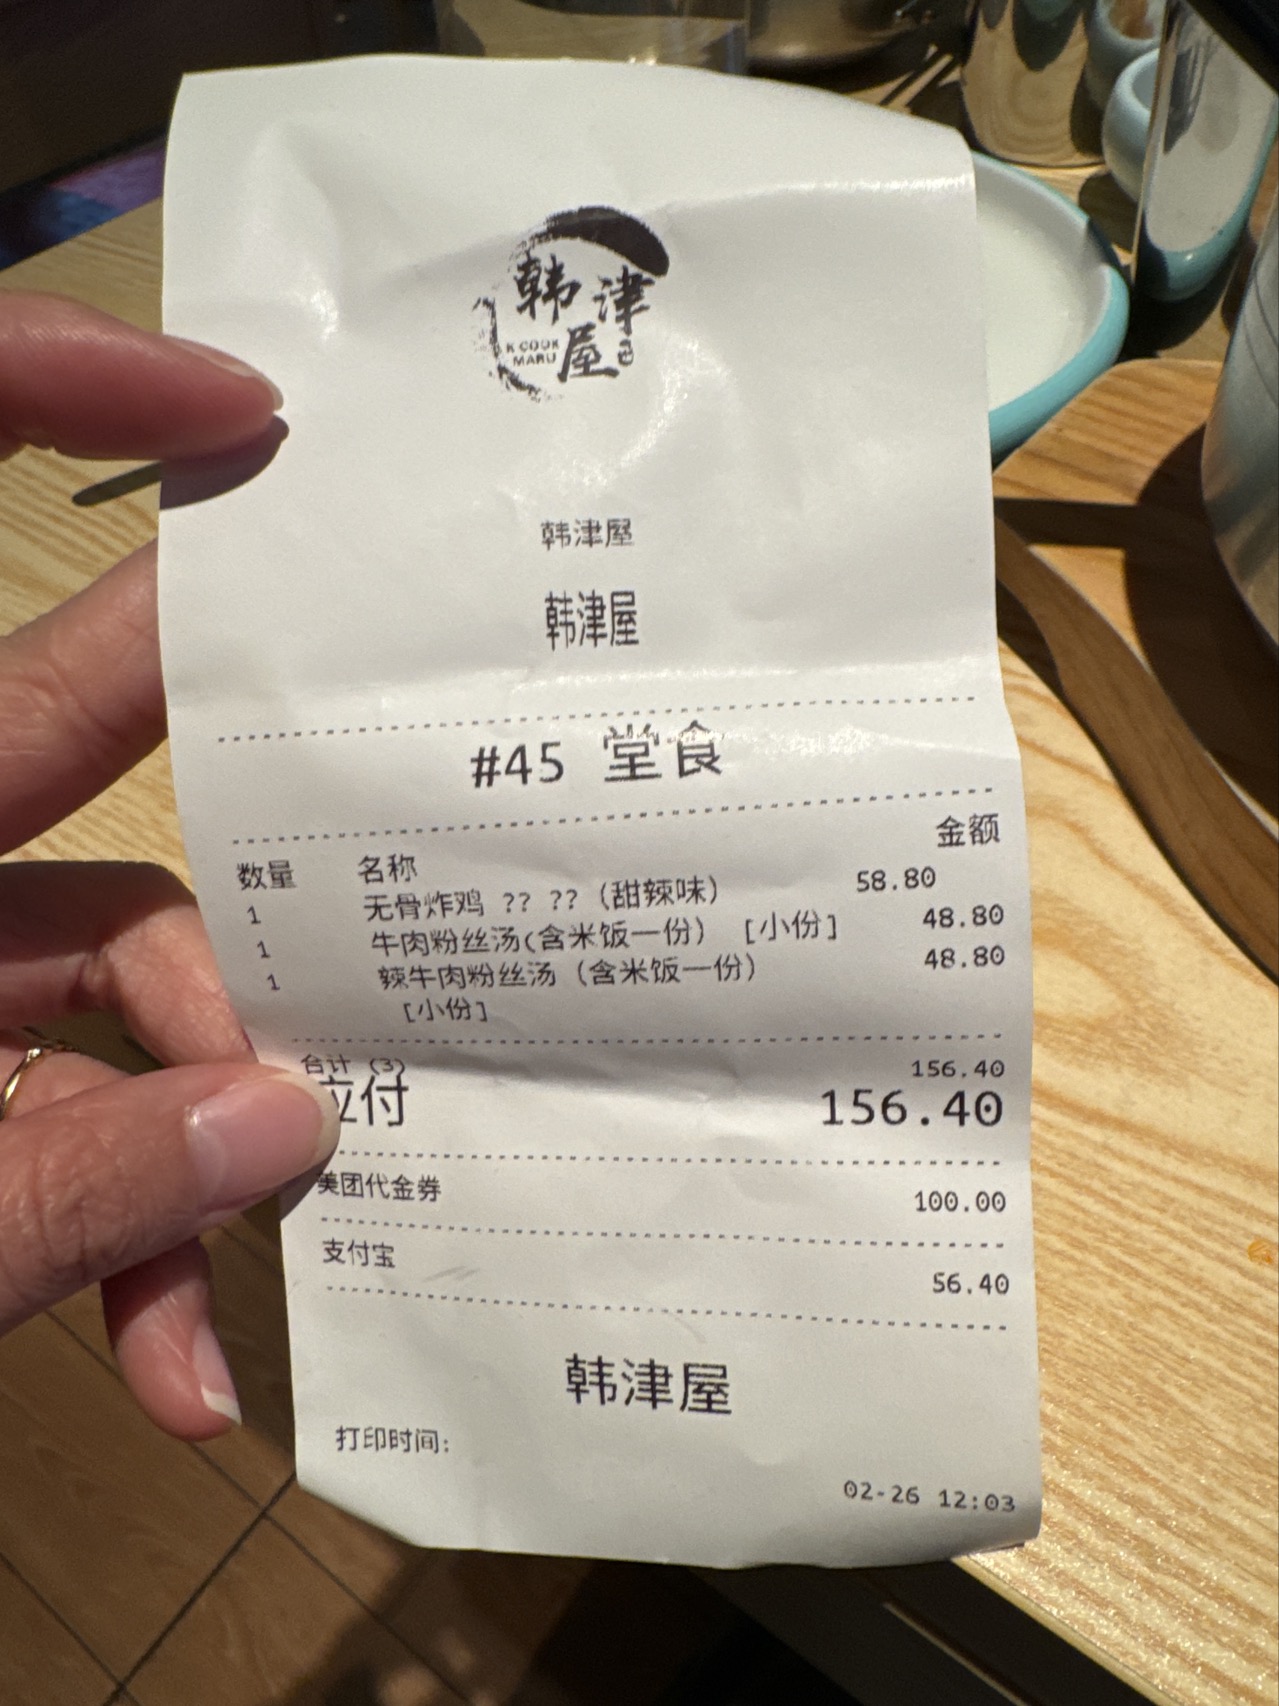 韩津
K COOK
MARU 屋
韩津屋
韩津屋
#45 堂食
数量 名称 金额
1 无骨炸鸡 ?? ??（甜辣味） 58.80
1 牛肉粉丝汤(含米饭一份） [小份] 48.80
1 辣牛肉粉丝汤（含米饭一份） 48.80
[小份]
合计 (3) 156.40
应付 156.40
美团代金券 100.00
支付宝 56.40
韩津屋
打印时间:
02-26 12:03